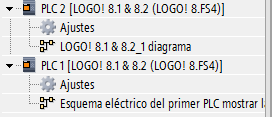 PLC 2 [LOGO! 8.1 & 8.2 (LOGO! 8.FS4)]
Ajustes
LOGO! 8.1 & 8.2_1 diagrama
PLC 1 [LOGO! 8.1 & 8.2 (LOGO! 8.FS4)]
Ajustes
Esquema eléctrico del primer PLC mostrar